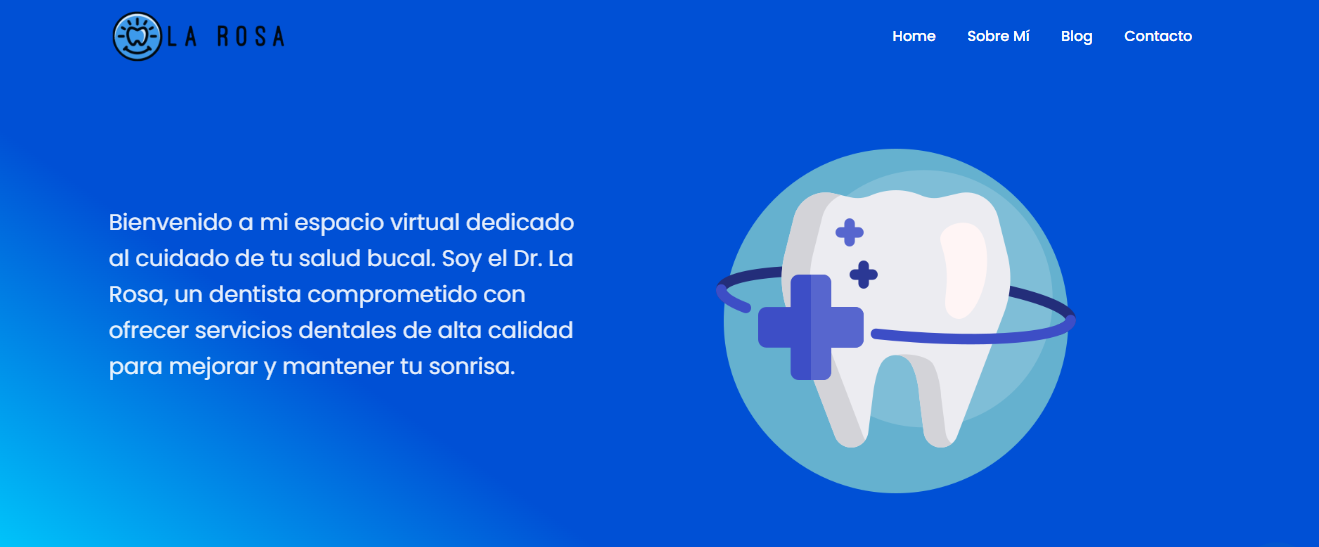 LA ROSA
Home Sobre Mí Blog Contacto
Bienvenido a mi espacio virtual dedicado
al cuidado de tu salud bucal. Soy el Dr. La
Rosa, un dentista comprometido con
ofrecer servicios dentales de alta calidad
para mejorar y mantener tu sonrisa.